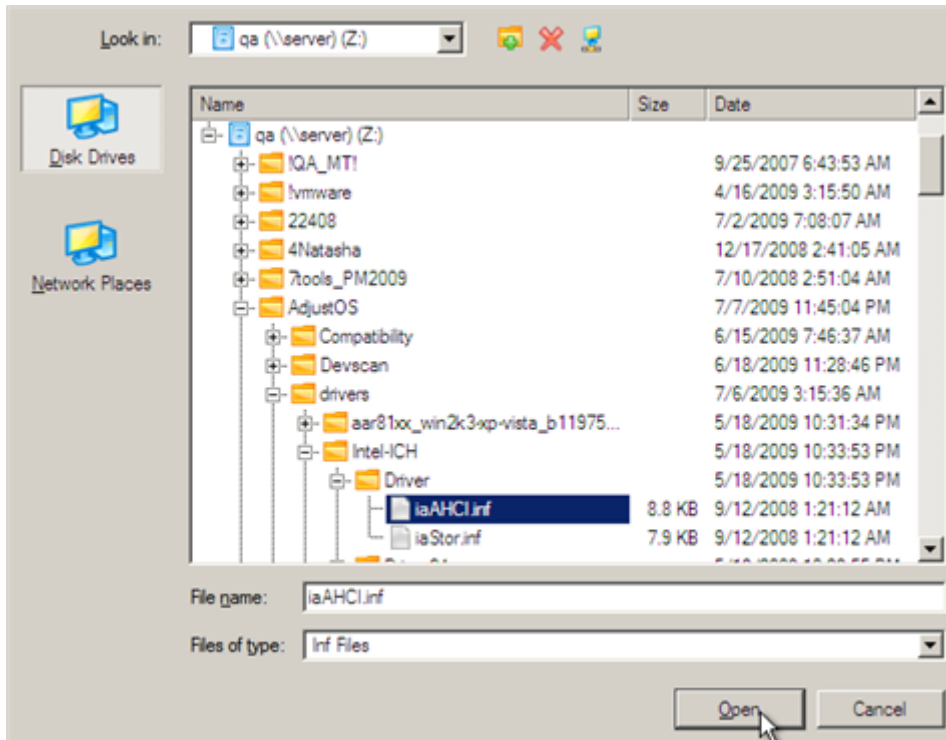 Look in: qa (\\server) (Z:)
Disk Drives
Network Places
Name Size Date
qa (\\server) (Z:)
!QA_MT! 9/25/2007 6:43:53 AM
!vmware 4/16/2009 3:15:50 AM
22408 7/2/2009 7:08:07 AM
4Natasha 12/17/2008 2:41:05 AM
7tools_PM2009 7/10/2008 2:51:04 AM
AdjustOS 7/7/2009 11:45:04 PM
Compatibility 6/15/2009 7:46:37 AM
Devscan 6/18/2009 11:28:46 PM
drivers 7/6/2009 3:15:36 AM
aar81xx_win2k3-xp-vista_b11975... 5/18/2009 10:31:34 PM
Intel-ICH 5/18/2009 10:33:53 PM
Driver 5/18/2009 10:33:53 PM
iaAHCI.inf 8.8 KB 9/12/2008 1:21:12 AM
iaStor.inf 7.9 KB 9/12/2008 1:21:12 AM
File name: iaAHCI.inf
Files of type: Inf Files
Open Cancel